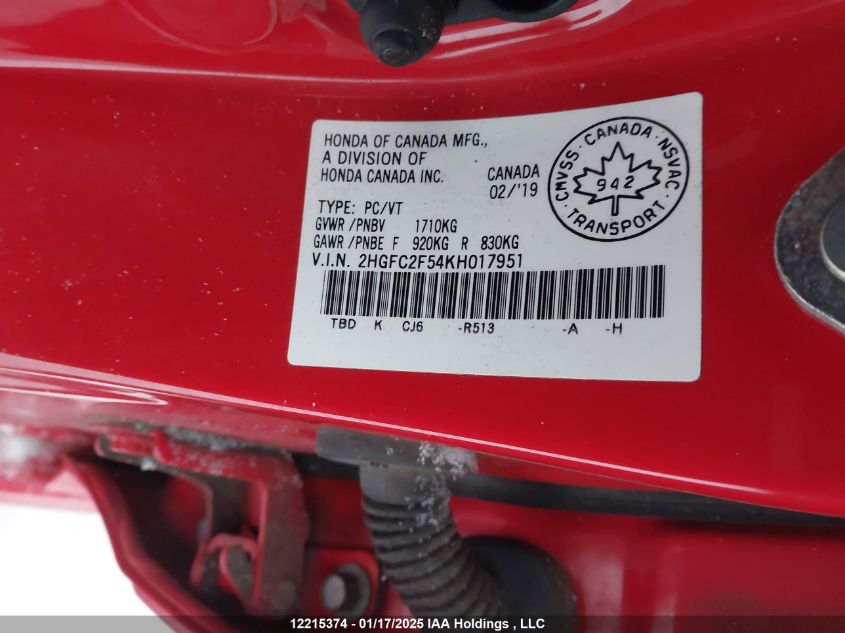 HONDA OF CANADA MFG.,
A DIVISION OF
HONDA CANADA INC.
CANADA
02/'19
CMVSS · CANADA · NSVAC
942
· TRANSPORT ·
TYPE: PC/VT
GVWR /PNBV 1710KG
GAWR /PNBE F 920KG R 830KG
V.I.N. 2HGFC2F54KH017951
TBD K CJ6 -R513 -A -H
12215374 - 01/17/2025 IAA Holdings , LLC